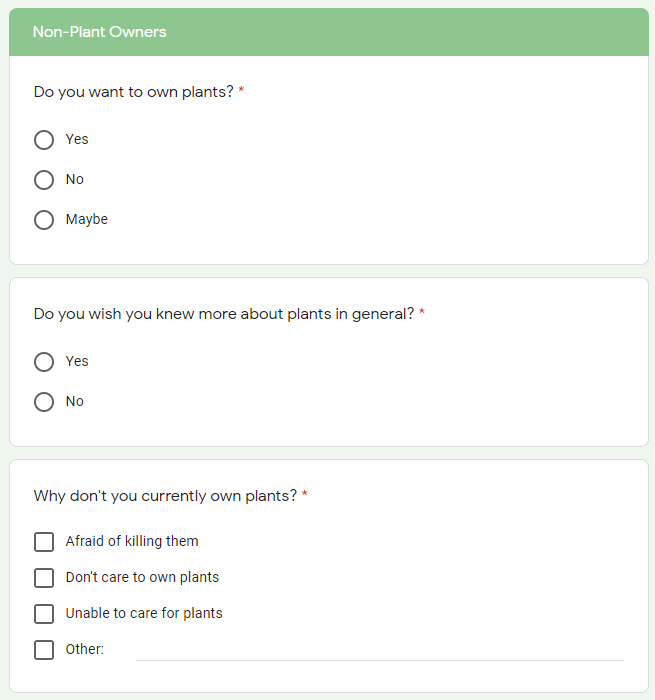 Non-Plant Owners
Do you want to own plants? *
Yes
No
Maybe
Do you wish you knew more about plants in general? *
Yes
No
Why don't you currently own plants? *
Afraid of killing them
Don't care to own plants
Unable to care for plants
Other: